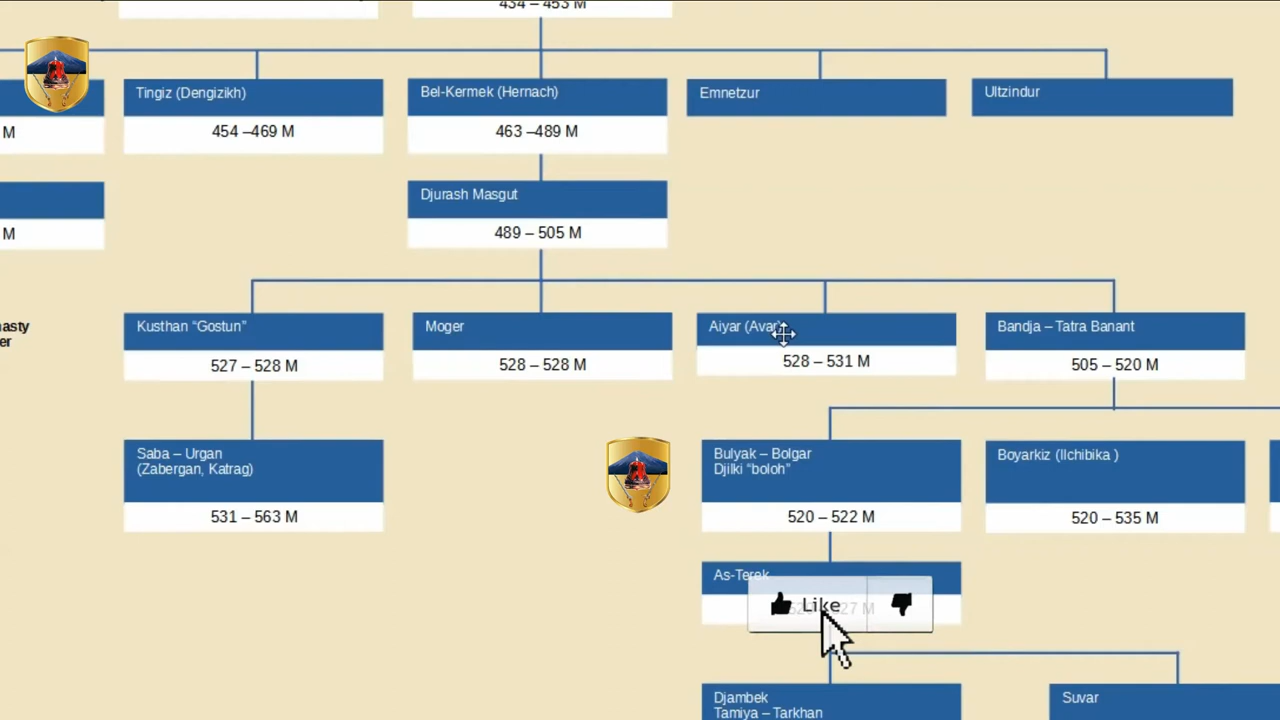 434 – 453 M
Tingiz (Dengizikh)
Bel-Kermek (Hernach)
Emnetzur
Ultzindur
M
454 –469 M
463 –489 M
Djurash Masgut
M
489 – 505 M
nasty
er
Kusthan “Gostun”
Moger
Aiyar (Avar)
Bandja – Tatra Banant
527 – 528 M
528 – 528 M
528 – 531 M
505 – 520 M
Saba – Urgan
(Zabergan, Katrag)
Bulyak – Bolgar
Djilki “boloh”
Boyarkiz (Ilchibika )
531 – 563 M
520 – 522 M
520 – 535 M
As-Terek
Like
Djambek
Tamiya – Tarkhan
Suvar